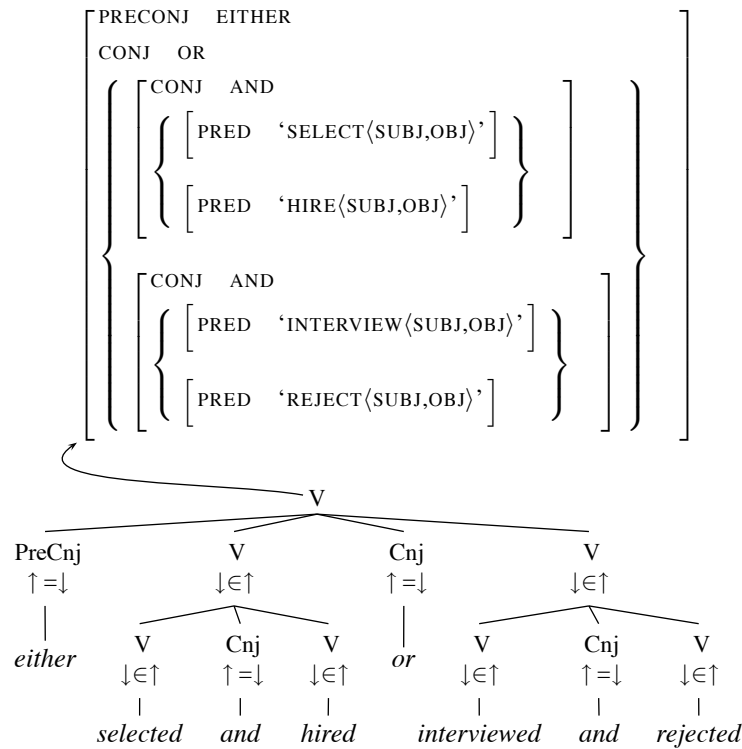 PRECONJ EITHER
CONJ OR
CONJ AND
PRED ‘SELECT⟨SUBJ,OBJ⟩’
PRED ‘HIRE⟨SUBJ,OBJ⟩’
CONJ AND
PRED ‘INTERVIEW⟨SUBJ,OBJ⟩’
PRED ‘REJECT⟨SUBJ,OBJ⟩’
V
PreCnj V Cnj V
↑=↓ ↓∈↑ ↑=↓ ↓∈↑
either V Cnj V or V Cnj V
↓∈↑ ↑=↓ ↓∈↑ ↓∈↑ ↑=↓ ↓∈↑
selected and hired interviewed and rejected